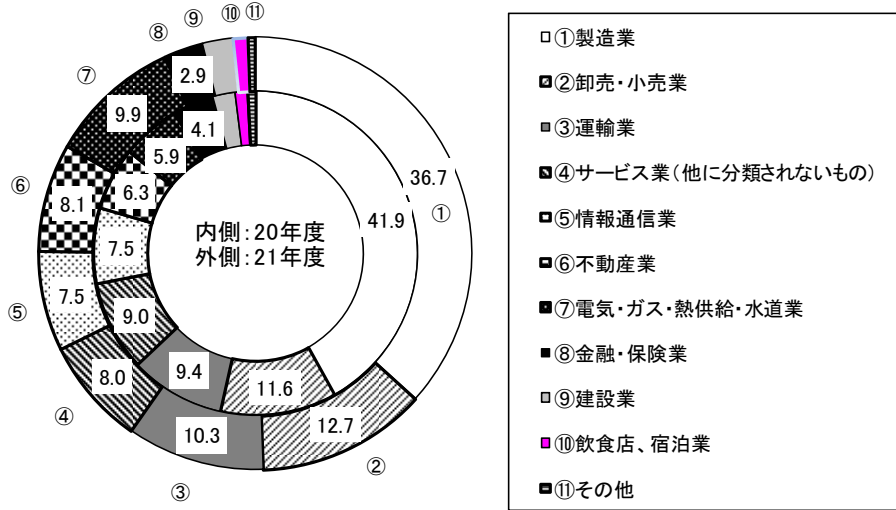 ⑪
⑩
⑨
⑧
2.9
⑦
4.1
9.9
5.9
36.7
⑥
8.1
6.3
①
41.9
内側：20年度
外側：21年度
7.5
7.5
⑤
9.0
8.0
9.4
11.6
④
10.3
12.7
②
③
①製造業
②卸売・小売業
③運輸業
④サービス業（他に分類されないもの）
⑤情報通信業
⑥不動産業
⑦電気・ガス・熱供給・水道業
⑧金融・保険業
⑨建設業
⑩飲食店、宿泊業
⑪その他